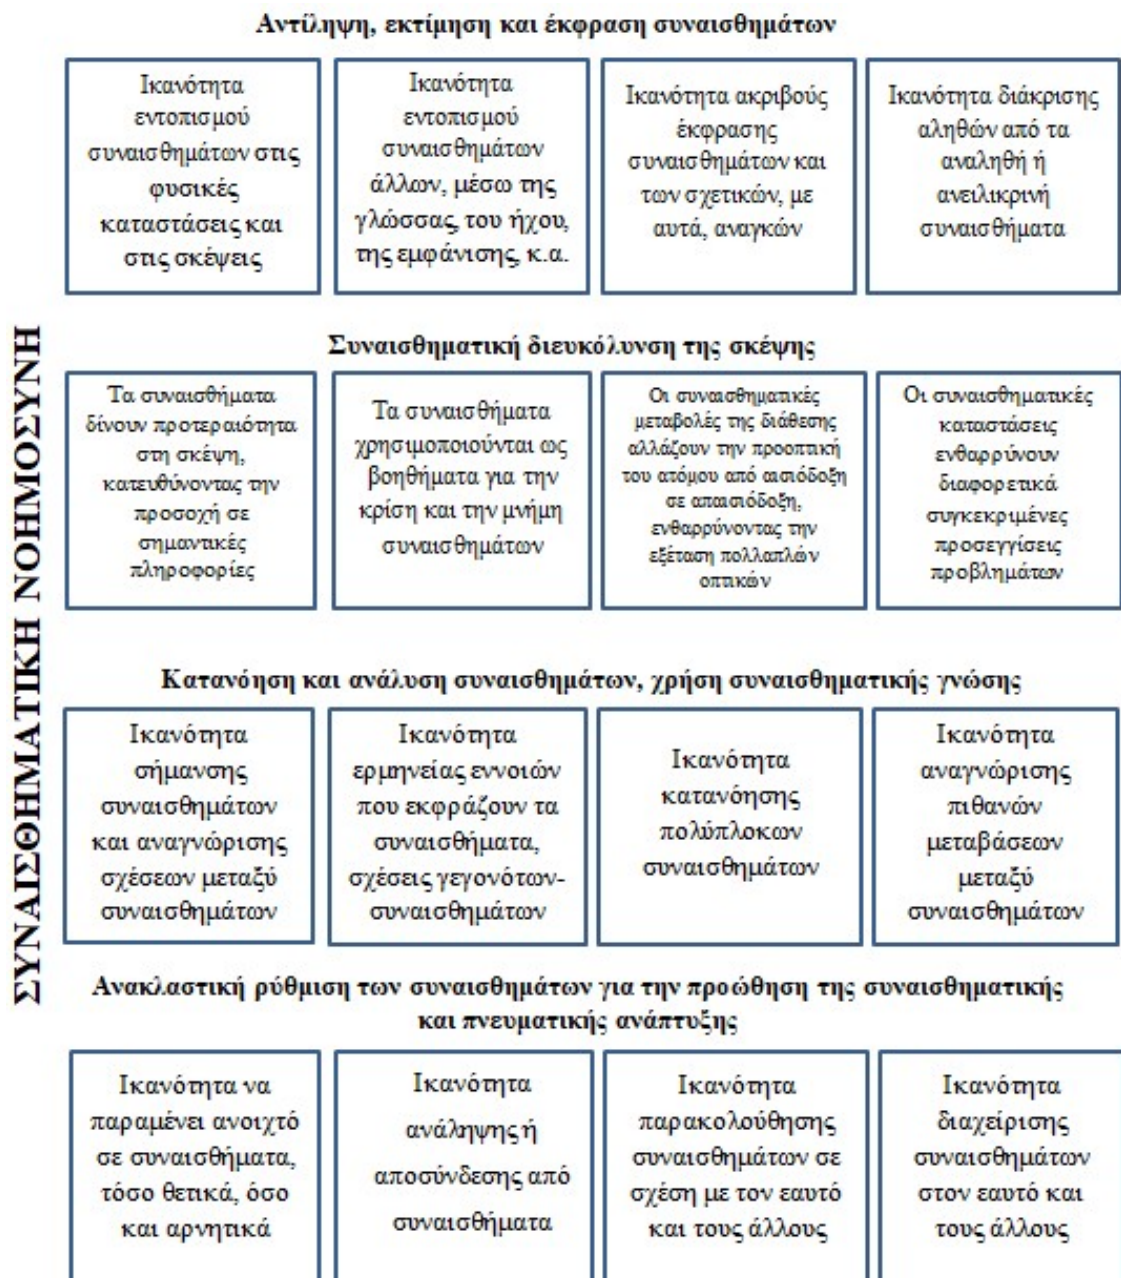 Αντίληψη, εκτίμηση και έκφραση συναισθημάτων
Ικανότητα
εντοπισμού
συναισθημάτων στις
φυσικές
καταστάσεις και
στις σκέψεις
Ικανότητα
εντοπισμού
συναισθημάτων
άλλων, μέσω της
γλώσσας, του ήχου,
της εμφάνισης, κ.α.
Ικανότητα ακριβούς
έκφρασης
συναισθημάτων και
των σχετικών, με
αυτά, αναγκών
Ικανότητα διάκρισης
αληθών από τα
αναληθή ή
ανειλικρινή
συναισθήματα
ΣΥΝΑΙΣΘΗΜΑΤΙΚΗ ΝΟΗΜΟΣΥΝΗ
Συναισθηματική διευκόλυνση της σκέψης
Τα συναισθήματα
δίνουν προτεραιότητα
στη σκέψη,
κατευθύνοντας την
προσοχή σε
σημαντικές
πληροφορίες
Τα συναισθήματα
χρησιμοποιούνται ως
βοηθήματα για την
κρίση και την μνήμη
συναισθημάτων
Οι συναισθηματικές
μεταβολές της διάθεσης
αλλάζουν την προοπτική
του ατόμου από αισιόδοξη
σε απαισιόδοξη,
ενθαρρύνοντας την
εξέταση πολλαπλών
οπτικών
Οι συναισθηματικές
καταστάσεις
ενθαρρύνουν
διαφορετικά
συγκεκριμένες
προσεγγίσεις
προβλημάτων
Κατανόηση και ανάλυση συναισθημάτων, χρήση συναισθηματικής γνώσης
Ικανότητα
σήμανσης
συναισθημάτων
και αναγνώρισης
σχέσεων μεταξύ
συναισθημάτων
Ικανότητα
ερμηνείας εννοιών
που εκφράζουν τα
συναισθήματα,
σχέσεις γεγονότων-
συναισθημάτων
Ικανότητα
κατανόησης
πολύπλοκων
συναισθημάτων
Ικανότητα
αναγνώρισης
πιθανών
μεταβάσεων
μεταξύ
συναισθημάτων
Ανακλαστική ρύθμιση των συναισθημάτων για την προώθηση της συναισθηματικής
και πνευματικής ανάπτυξης
Ικανότητα να
παραμένει ανοιχτό
σε συναισθήματα,
τόσο θετικά, όσο
και αρνητικά
Ικανότητα
ανάληψης ή
αποσύνδεσης από
συναισθήματα
Ικανότητα
παρακολούθησης
συναισθημάτων σε
σχέση με τον εαυτό
και τους άλλους
Ικανότητα
διαχείρισης
συναισθημάτων
στον εαυτό και
τους άλλους